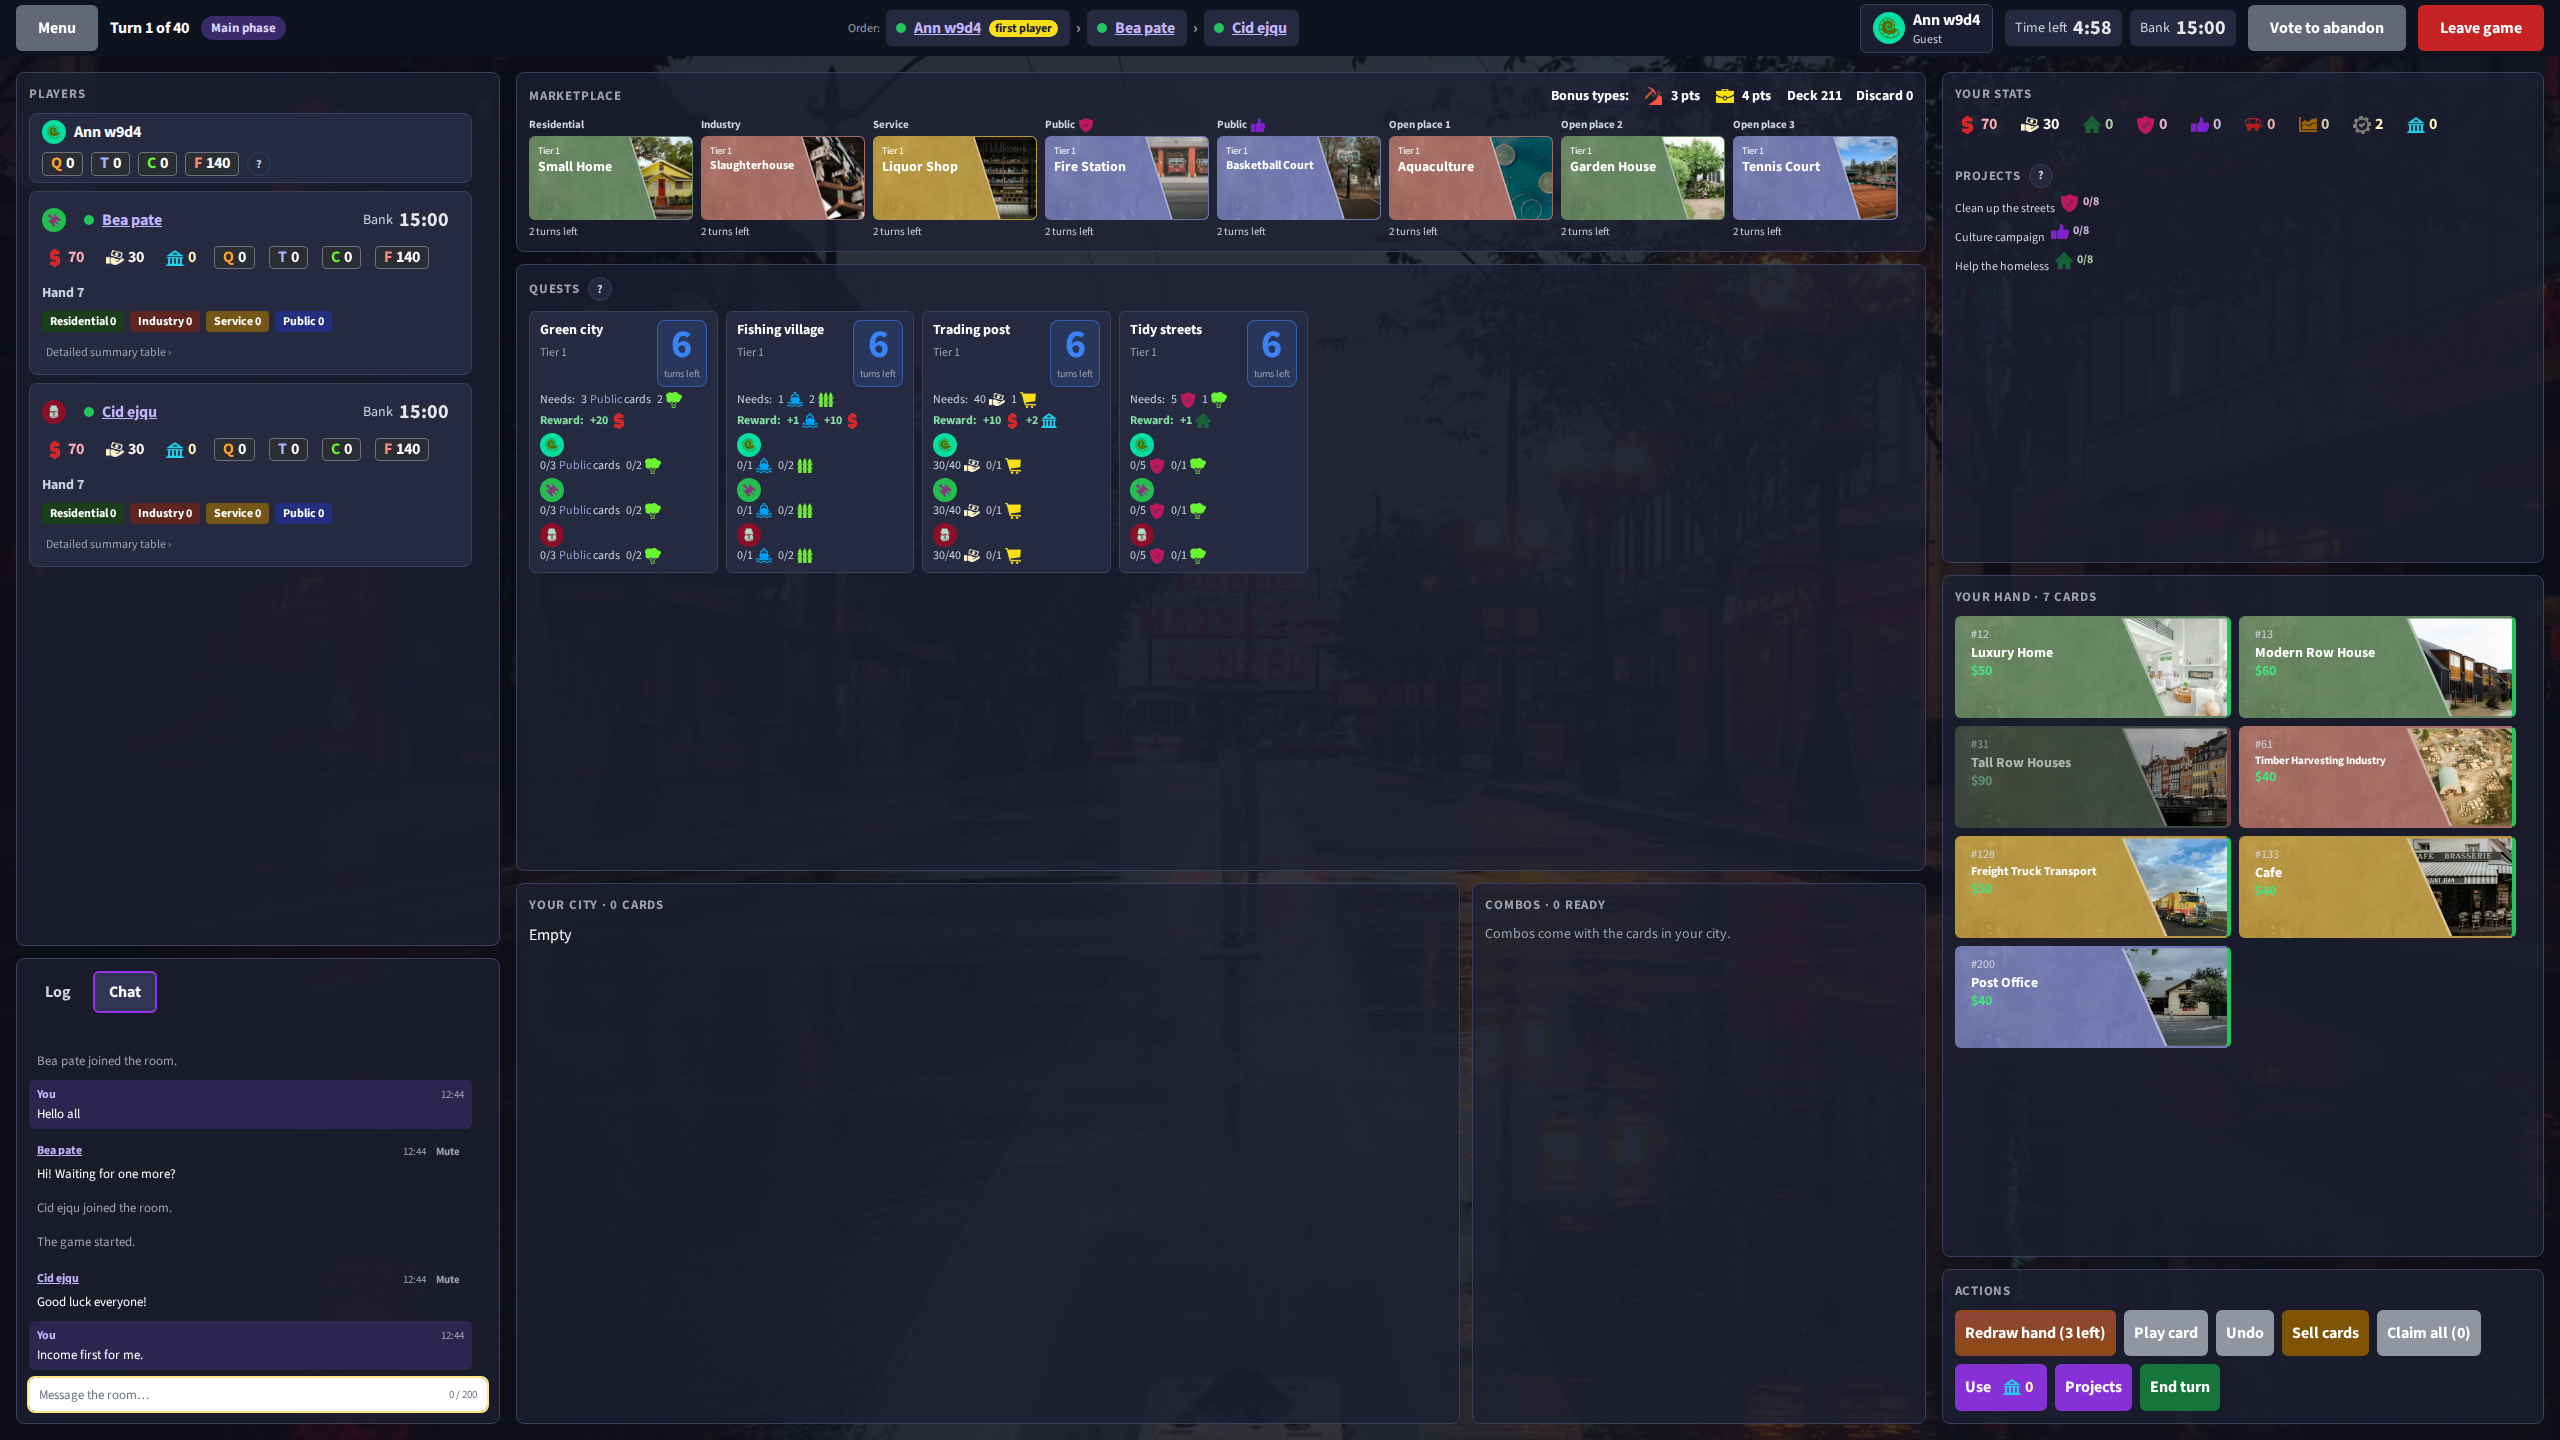 Menu Turn 1 of 40 Main phase Order: Ann w9d4 first player › Bea pate › Cid ejqu Ann w9d4 Guest Time left 4:58 Bank 15:00 Vote to abandon Leave game
PLAYERS
Ann w9d4
Q 0 T 0 C 0 F 140 ?
Bea pate Bank 15:00
70 30 0 Q 0 T 0 C 0 F 140
Hand 7
Residential 0 Industry 0 Service 0 Public 0
Detailed summary table ›
Cid ejqu Bank 15:00
70 30 0 Q 0 T 0 C 0 F 140
Hand 7
Residential 0 Industry 0 Service 0 Public 0
Detailed summary table ›
Log Chat
Bea pate joined the room.
You 12:44
Hello all
Bea pate 12:44 Mute
Hi! Waiting for one more?
Cid ejqu joined the room.
The game started.
Cid ejqu 12:44 Mute
Good luck everyone!
You 12:44
Income first for me.
Message the room… 0 / 200
MARKETPLACE Bonus types: 3 pts 4 pts Deck 211 Discard 0
Residential Industry Service Public Public Open place 1 Open place 2 Open place 3
Tier 1 Tier 1 Tier 1 Tier 1 Tier 1 Tier 1 Tier 1 Tier 1
Small Home Slaughterhouse Liquor Shop Fire Station Basketball Court Aquaculture Garden House Tennis Court
2 turns left 2 turns left 2 turns left 2 turns left 2 turns left 2 turns left 2 turns left 2 turns left
QUESTS ?
Green city
Tier 1
6
turns left
Needs: 3 Public cards 2
Reward: +20
0/3 Public cards 0/2
0/3 Public cards 0/2
0/3 Public cards 0/2
Fishing village
Tier 1
6
turns left
Needs: 1 2
Reward: +1 +10
0/1 0/2
0/1 0/2
0/1 0/2
Trading post
Tier 1
6
turns left
Needs: 40 1
Reward: +10 +2
30/40 0/1
30/40 0/1
30/40 0/1
Tidy streets
Tier 1
6
turns left
Needs: 5 1
Reward: +1
0/5 0/1
0/5 0/1
0/5 0/1
PUBLIC
MARKET
CENTER
YOUR CITY · 0 CARDS
Empty
COMBOS · 0 READY
Combos come with the cards in your city.
YOUR STATS
70 30 0 0 0 0 0 2 0
PROJECTS ?
Clean up the streets 0/8
Culture campaign 0/8
Help the homeless 0/8
YOUR HAND · 7 CARDS
#12
Luxury Home
$50
#13
Modern Row House
$60
#31
Tall Row Houses
$90
#61
Timber Harvesting Industry
$40
#128
Freight Truck Transport
$50
#133
Cafe
$40
#200
Post Office
$40
ACTIONS
Redraw hand (3 left) Play card Undo Sell cards Claim all (0)
Use 0 Projects End turn